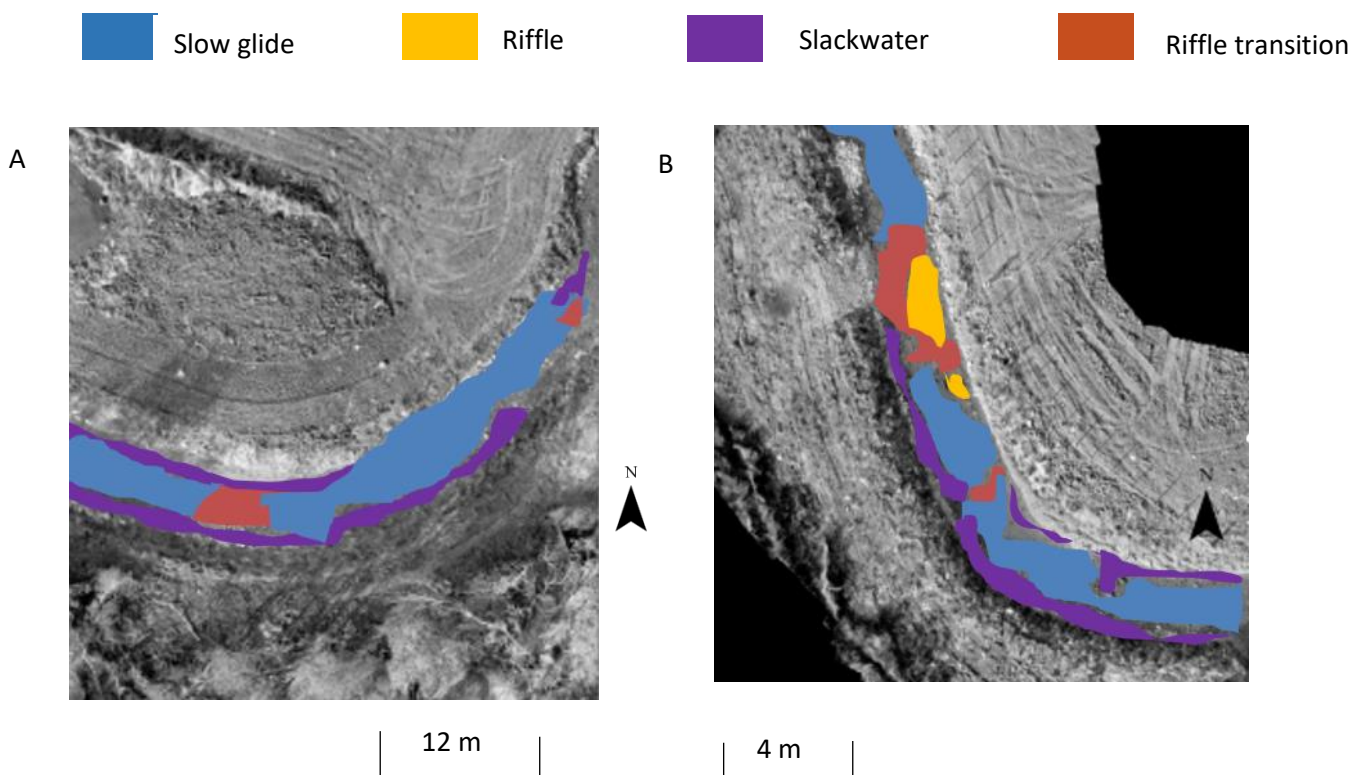 Slow glide
Riffle
Slackwater
Riffle transition
A
B
N
N
12 m
4 m